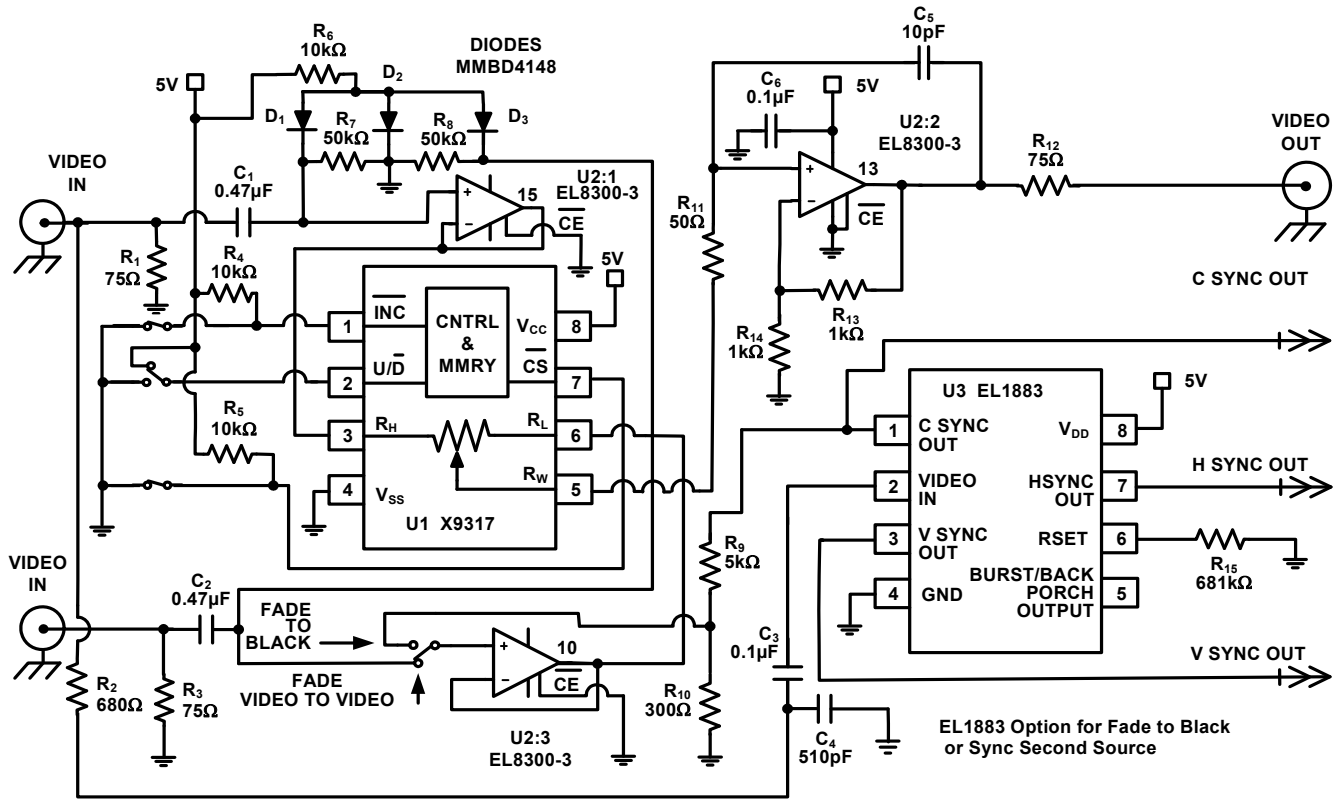 R6
10kΩ
DIODES
MMBD4148
5V
D1
D2
D3
R7
50kΩ
R8
50kΩ
VIDEO
IN
C1
0.47µF
U2:1
EL8300-3
15
+
–
CE
R1
75Ω
R4
10kΩ
5V
1
INC
CNTRL
&
MMRY
VCC
8
2
U/D
CS
7
R5
10kΩ
3
RH
RL
6
4
VSS
RW
5
U1 X9317
C5
10pF
C6
0.1µF
5V
U2:2
EL8300-3
+
–
13
CE
R12
75Ω
VIDEO
OUT
R11
50Ω
R13
1kΩ
R14
1kΩ
C SYNC OUT
U3 EL1883
5V
1
C SYNC
OUT
VDD
8
2
VIDEO
IN
HSYNC
OUT
7
H SYNC OUT
3
V SYNC
OUT
RSET
6
R15
681kΩ
4
GND
BURST/BACK
PORCH
OUTPUT
5
V SYNC OUT
VIDEO
IN
C2
0.47µF
FADE
TO
BLACK
FADE
VIDEO TO VIDEO
R2
680Ω
R3
75Ω
+
–
10
CE
U2:3
EL8300-3
R9
5kΩ
R10
300Ω
C3
0.1µF
C4
510pF
EL1883 Option for Fade to Black
or Sync Second Source